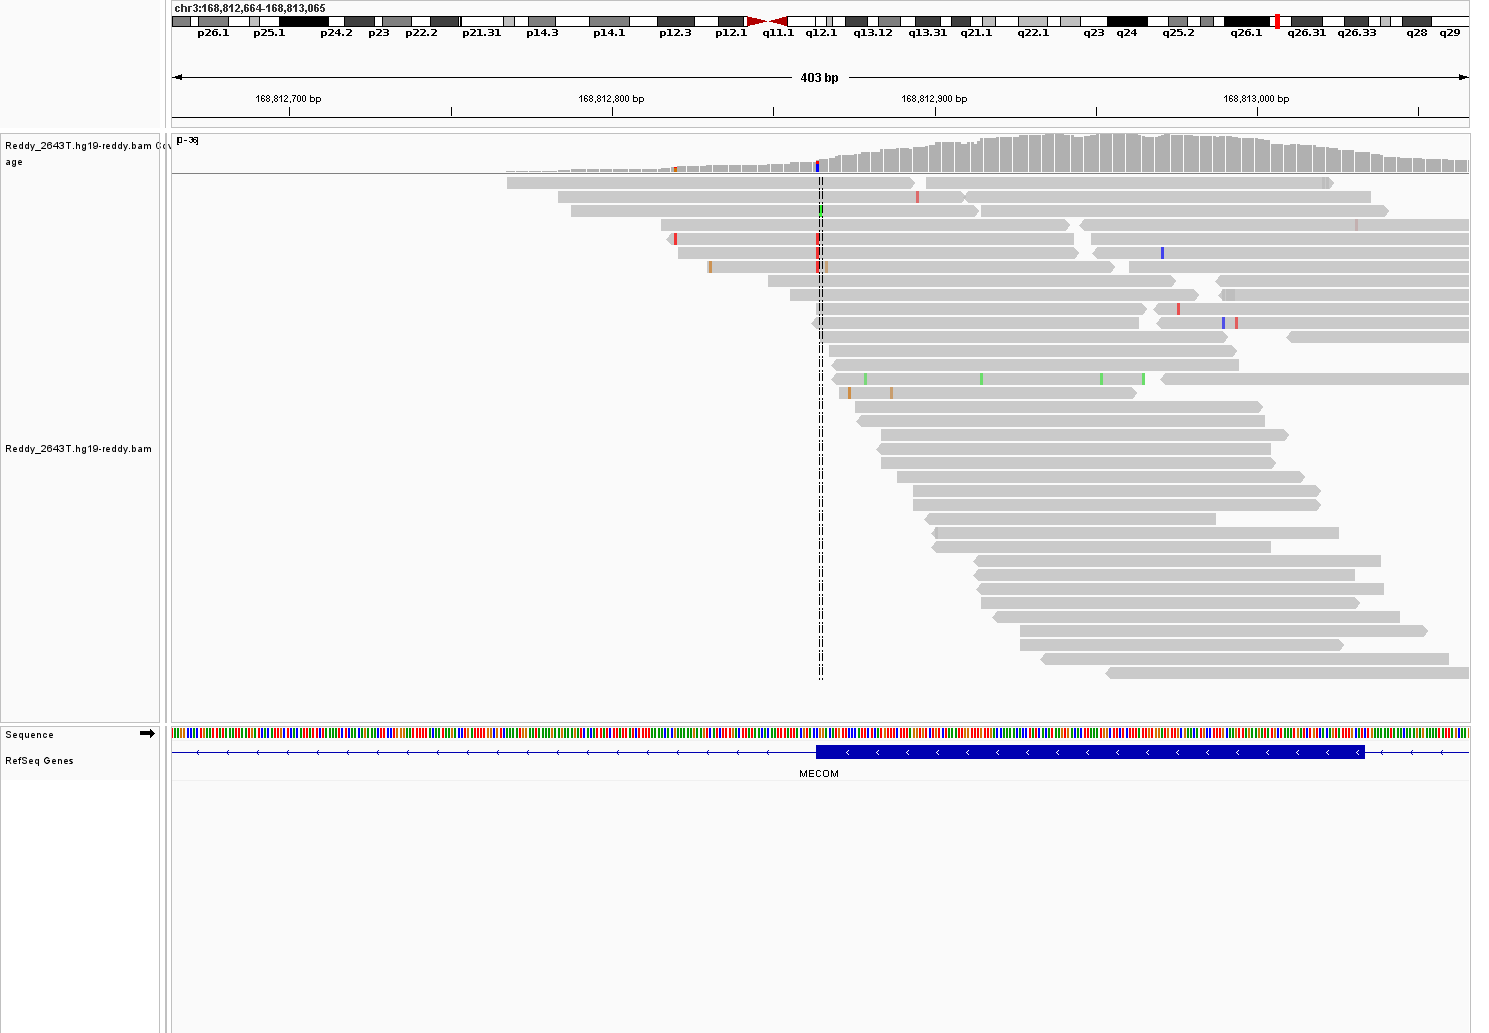 chr3:168,812,664-168,813,065
p26.1 p25.1 p24.2 p23 p22.2 p21.31 p14.3 p14.1 p12.3 p12.1 q11.1 q12.1 q13.12 q13.31 q21.1 q22.1 q23 q24 q25.2 q26.1 q26.31 q26.33 q28 q29
403 bp
168,812,700 bp 168,812,800 bp 168,812,900 bp 168,813,000 bp
Reddy_2643T.hg19-reddy.bam Cov
age
[0-36]
Reddy_2643T.hg19-reddy.bam
Sequence
RefSeq Genes
MECOM